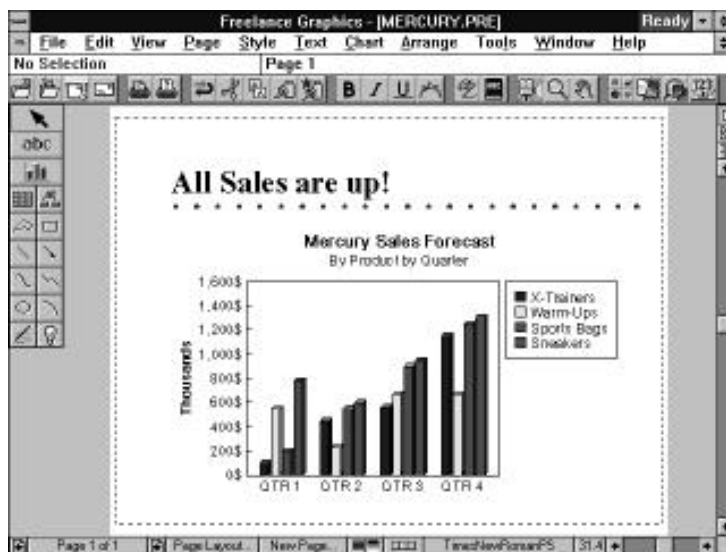 Freelance Graphics - [MERCURY.PRE] Ready
File Edit View Page Style Text Chart Arrange Tools Window Help
No Selection Page 1
B I U
abc
All Sales are up!
Mercury Sales Forecast
By Product by Quarter
1,600$
1,400$
1,200$
1,000$
800$
600$
400$
200$
0$
Thousands
QTR 1 QTR 2 QTR 3 QTR 4
X-Trainers
Warm-Ups
Sports Bags
Sneakers
Page 1 of 1 Page Layout... New Page... TimesNewRomanPS 31.4